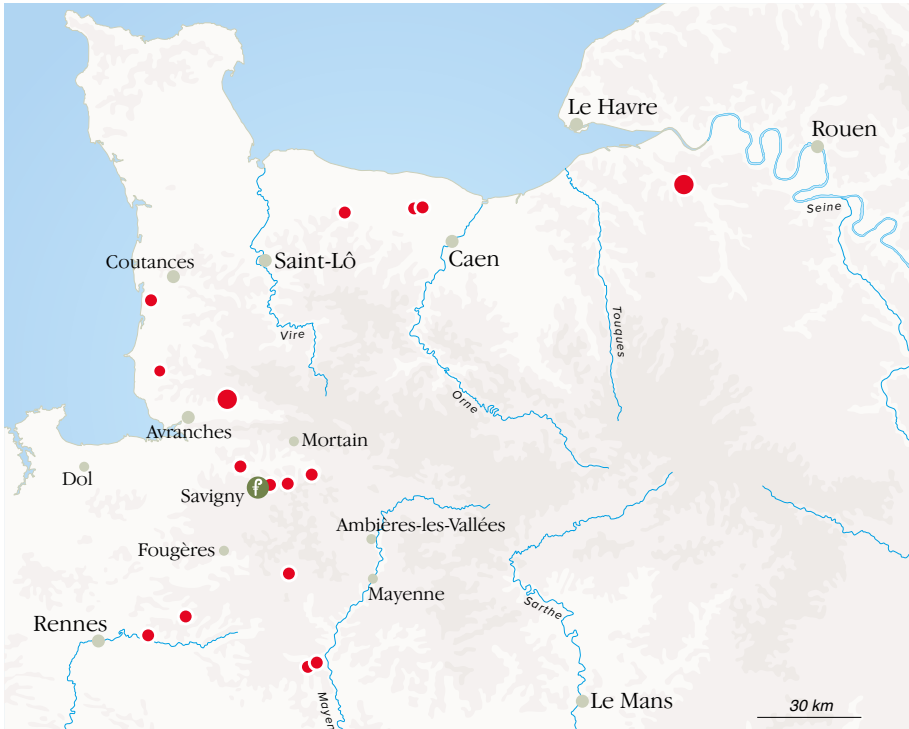 Le Havre
Rouen
Seine
Saint-Lô
Caen
Coutances
Touques
Vire
Orne
Avranches
Mortain
Dol
Savigny
f
Ambières-les-Vallées
Fougères
Mayenne
Sarthe
Rennes
Mayen
Le Mans
30 km